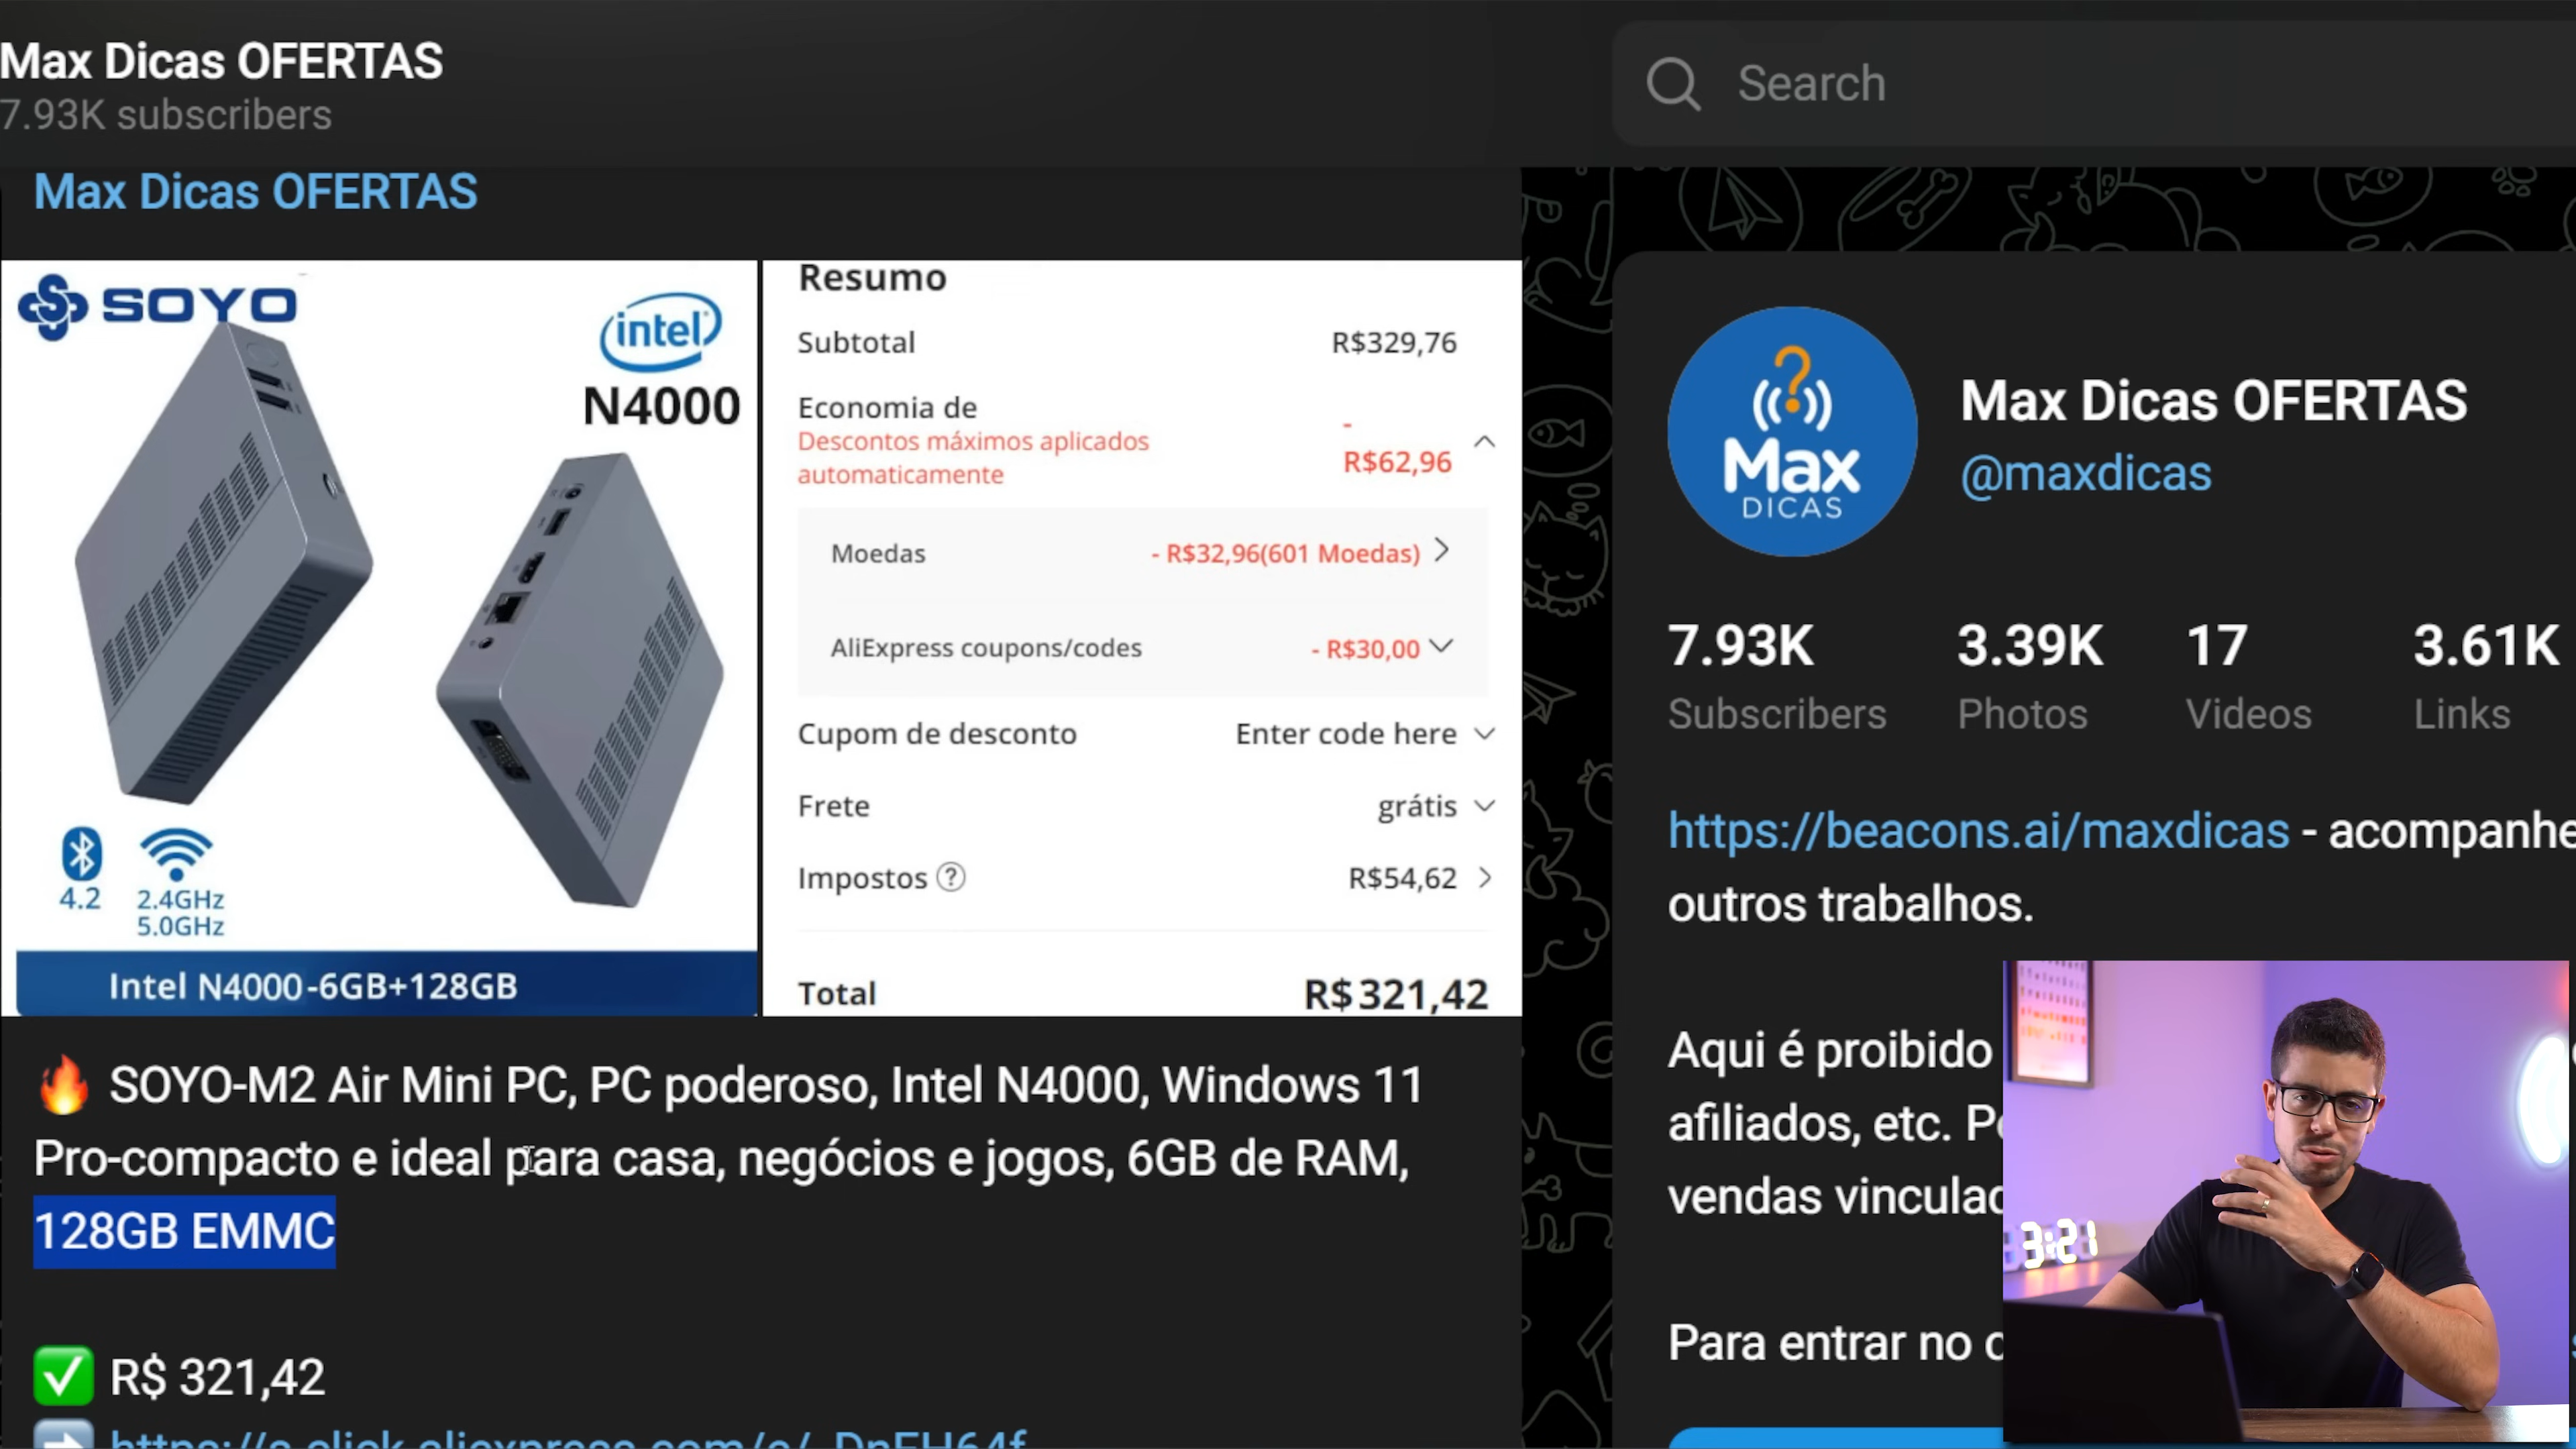 Max Dicas OFERTAS
7.93K subscribers
Search
Max Dicas OFERTAS
SOYO
intel
N4000
4.2
2.4GHz
5.0GHz
Intel N4000-6GB+128GB
Resumo
Subtotal R$329,76
Economia de
Descontos máximos aplicados
automaticamente
-
R$62,96
Moedas - R$32,96(601 Moedas)
AliExpress coupons/codes - R$30,00
Cupom de desconto Enter code here
Frete grátis
Impostos ? R$54,62
Total R$321,42
🔥 SOYO-M2 Air Mini PC, PC poderoso, Intel N4000, Windows 11
Pro-compacto e ideal para casa, negócios e jogos, 6GB de RAM,
128GB EMMC
✅ R$ 321,42
Max
DICAS
Max Dicas OFERTAS
@maxdicas
7.93K 3.39K 17 3.61K
Subscribers Photos Videos Links
https://beacons.ai/maxdicas - acompanhe
outros trabalhos.
Aqui é proibido
afiliados, etc.
Para entrar no
3:21